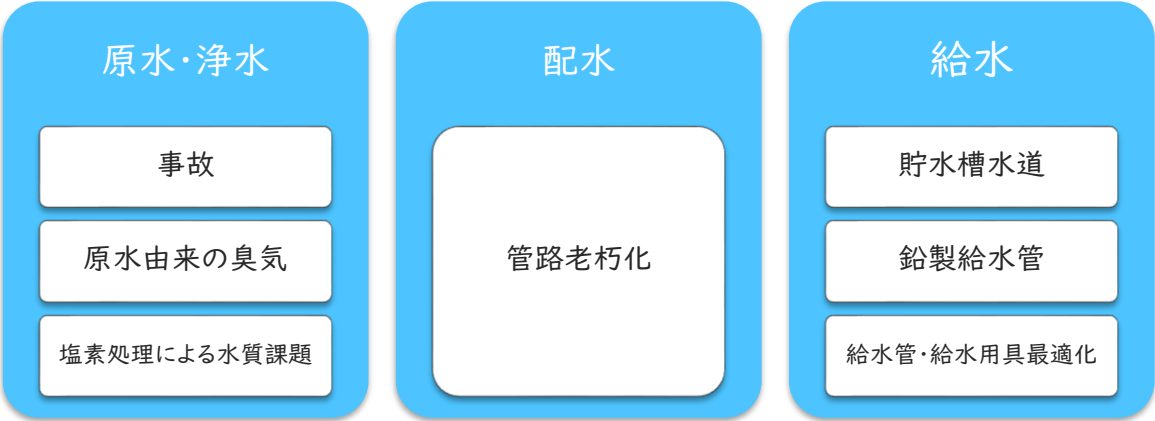 原水・浄水
事故
原水由来の臭気
塩素処理による水質課題
配水
管路老朽化
給水
貯水槽水道
鉛製給水管
給水管・給水用具最適化